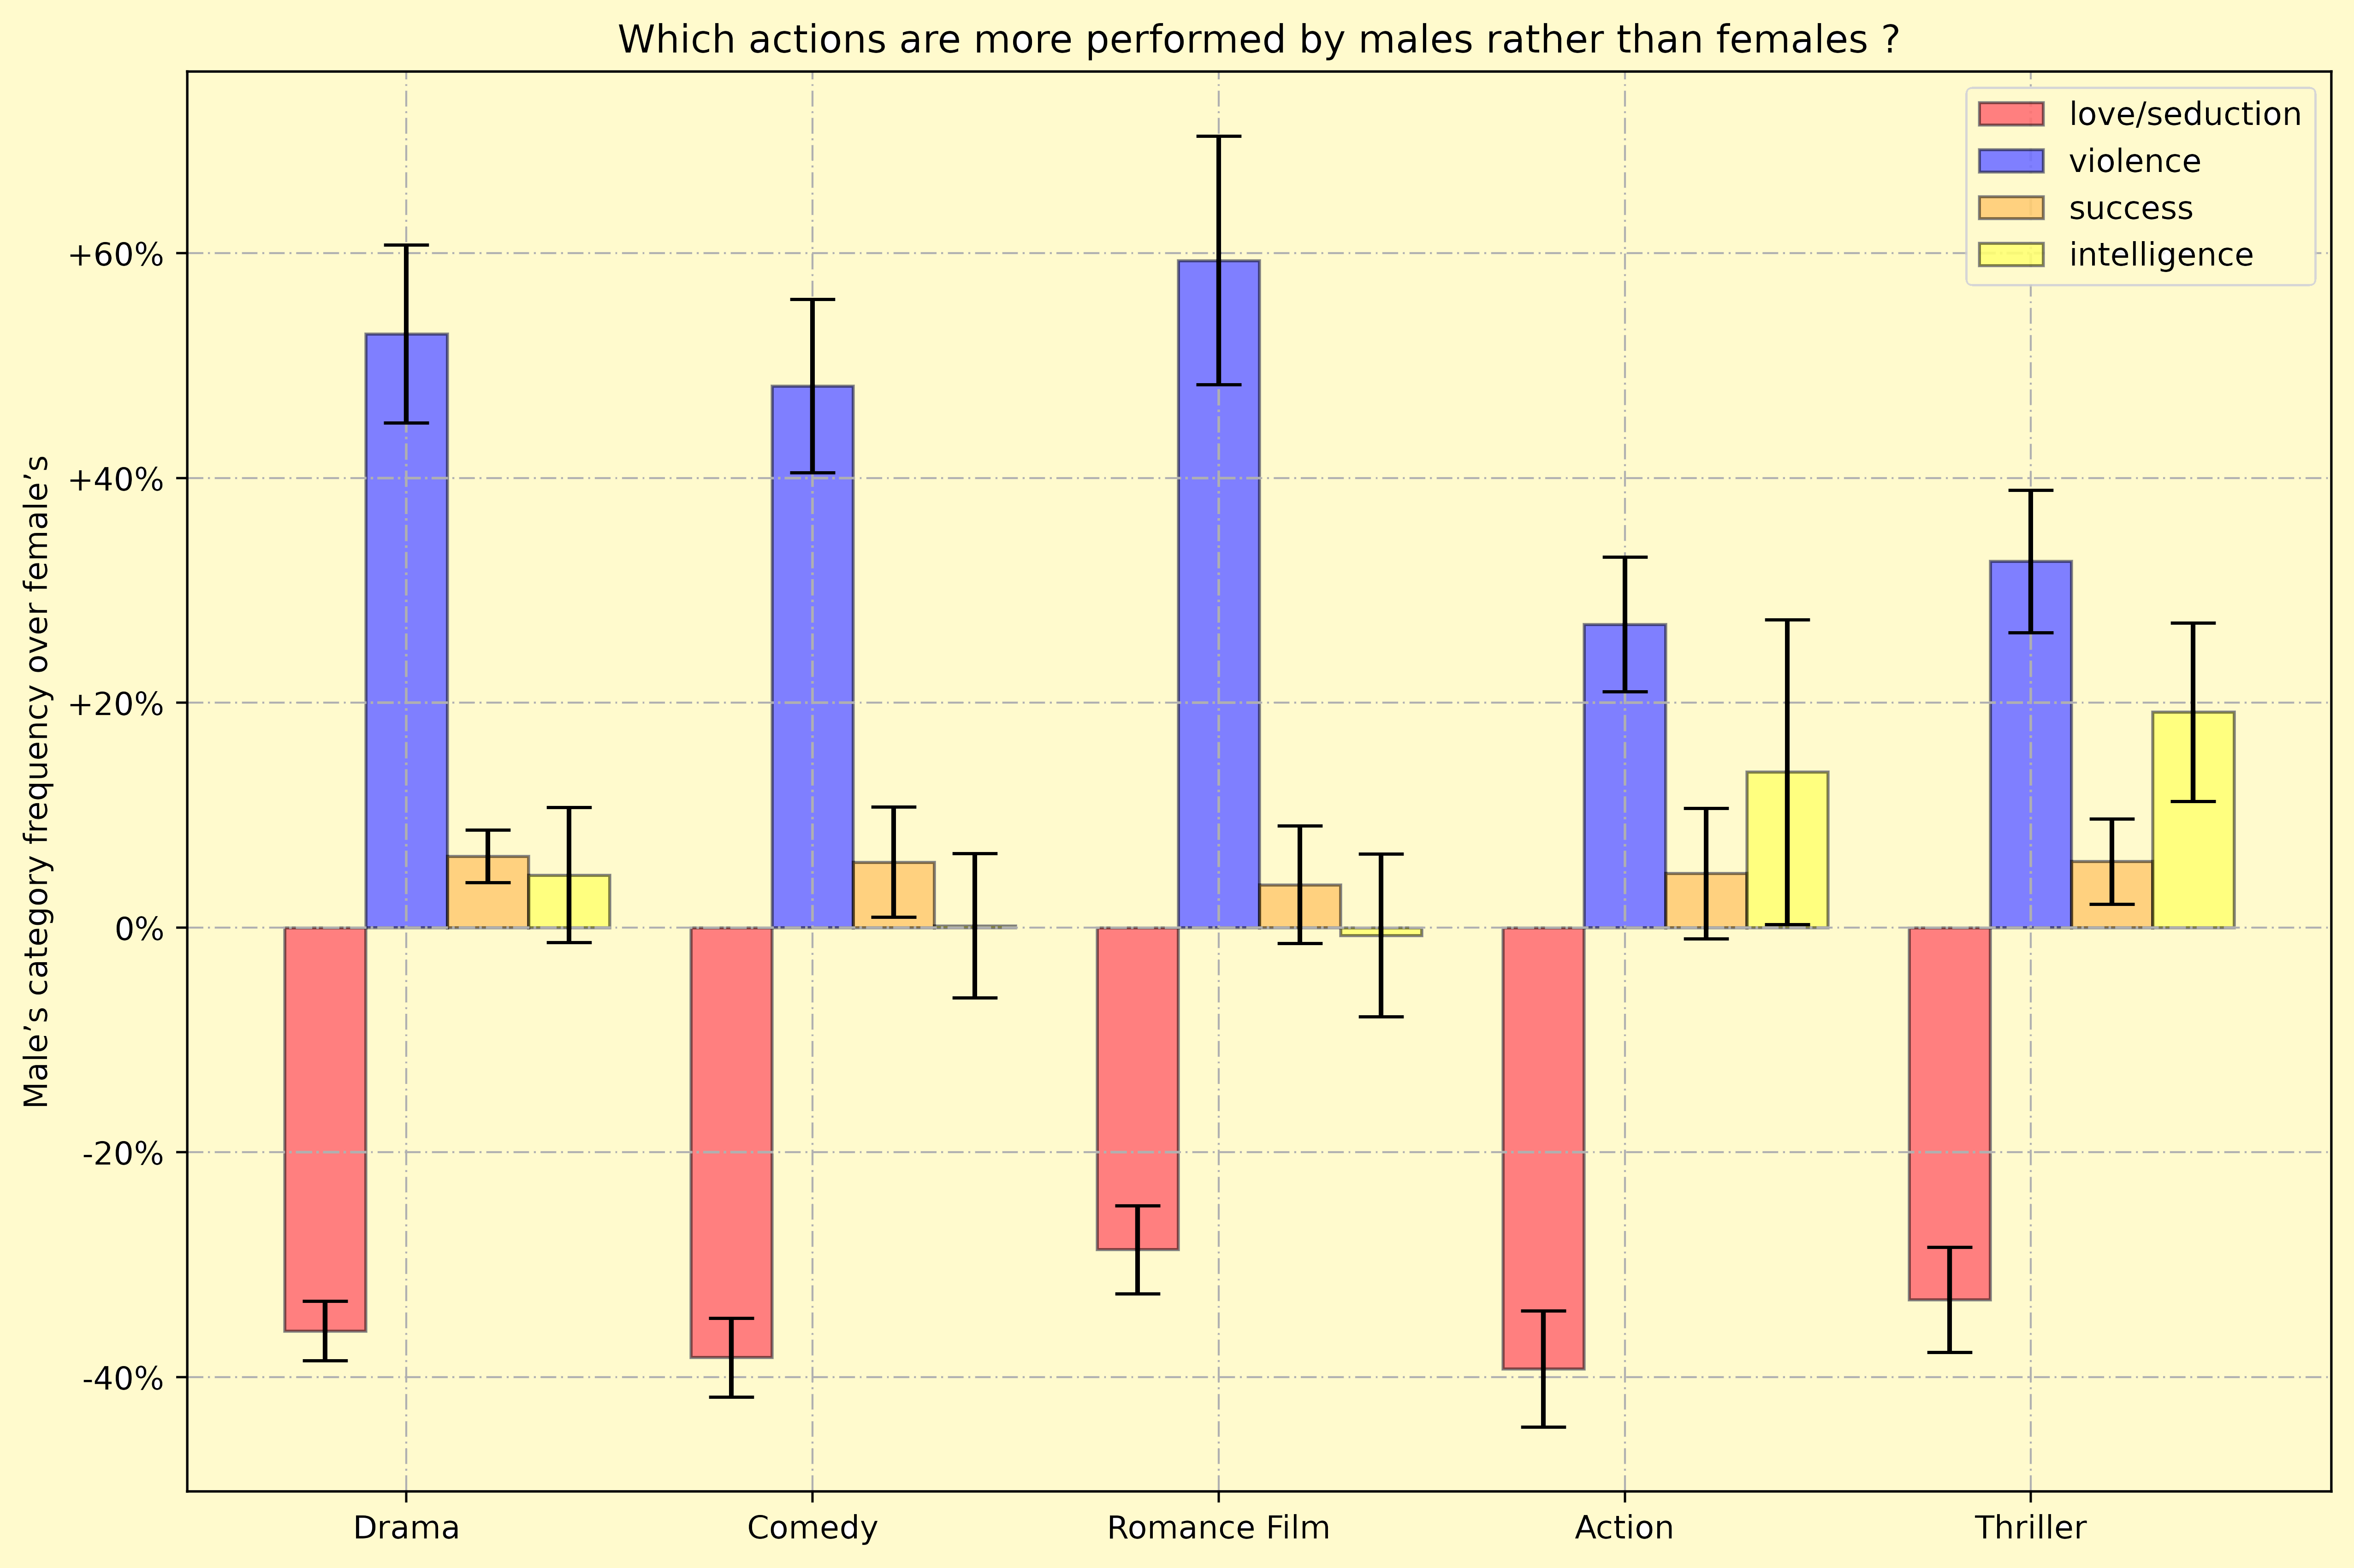 Which actions are more performed by males rather than females ?
love/seduction
violence
success
intelligence
Male’s category frequency over female’s
+60%
+40%
+20%
0%
-20%
-40%
Drama
Comedy
Romance Film
Action
Thriller